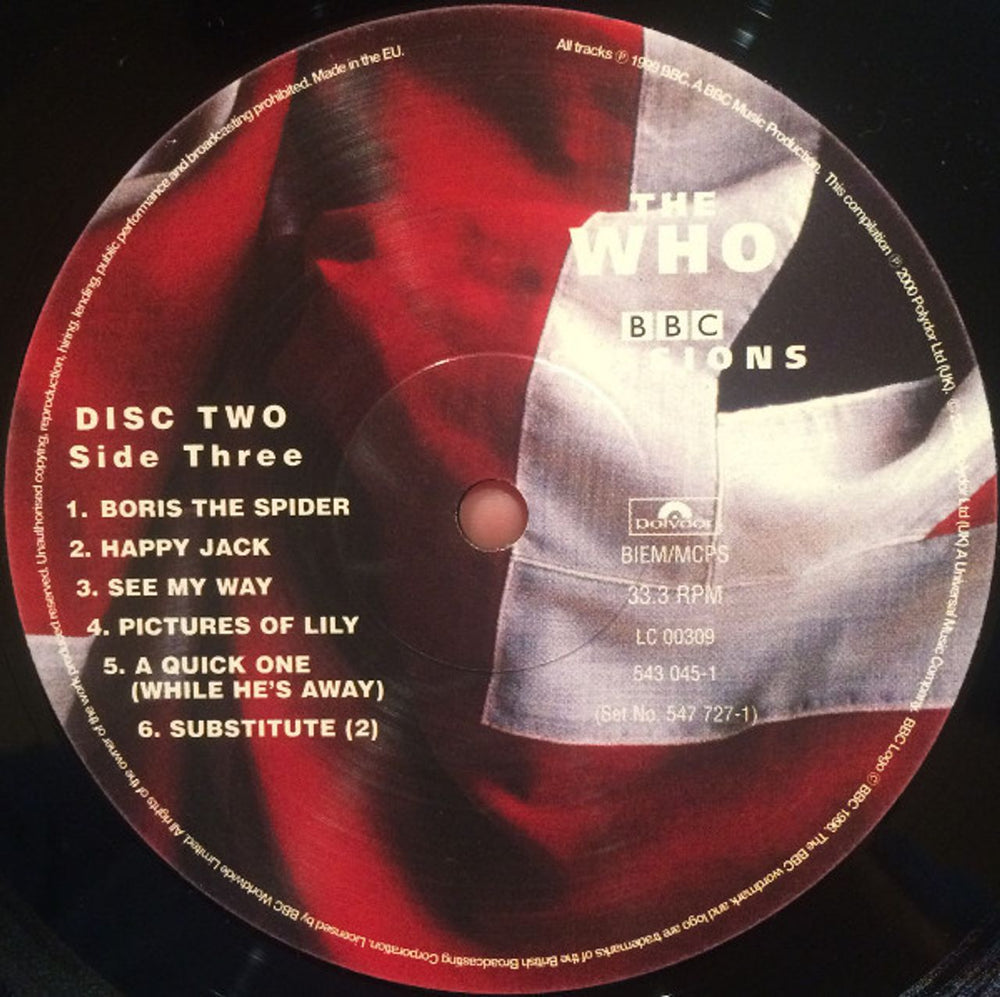 All tracks ℗ 1999 BBC. A BBC Music Production. This compilation ℗ 2000 Polydor Ltd (UK). Ltd (UK) A Universal Music Company. BBC Logo © BBC 1996. The BBC wordmark and logo are trademarks of the British Broadcasting Corporation. Licensed by BBC Worldwide Limited. All rights of the owner of the work produced reserved. Unauthorised copying, reproduction, hiring, lending, public performance and broadcasting prohibited. Made in the EU.
THE
WHO
BBC
SESSIONS
DISC TWO
Side Three
1. BORIS THE SPIDER
2. HAPPY JACK
3. SEE MY WAY
4. PICTURES OF LILY
5. A QUICK ONE
(WHILE HE'S AWAY)
6. SUBSTITUTE (2)
polydor
BIEM/MCPS
33.3 RPM
LC 00309
543 045-1
(Set No. 547 727-1)